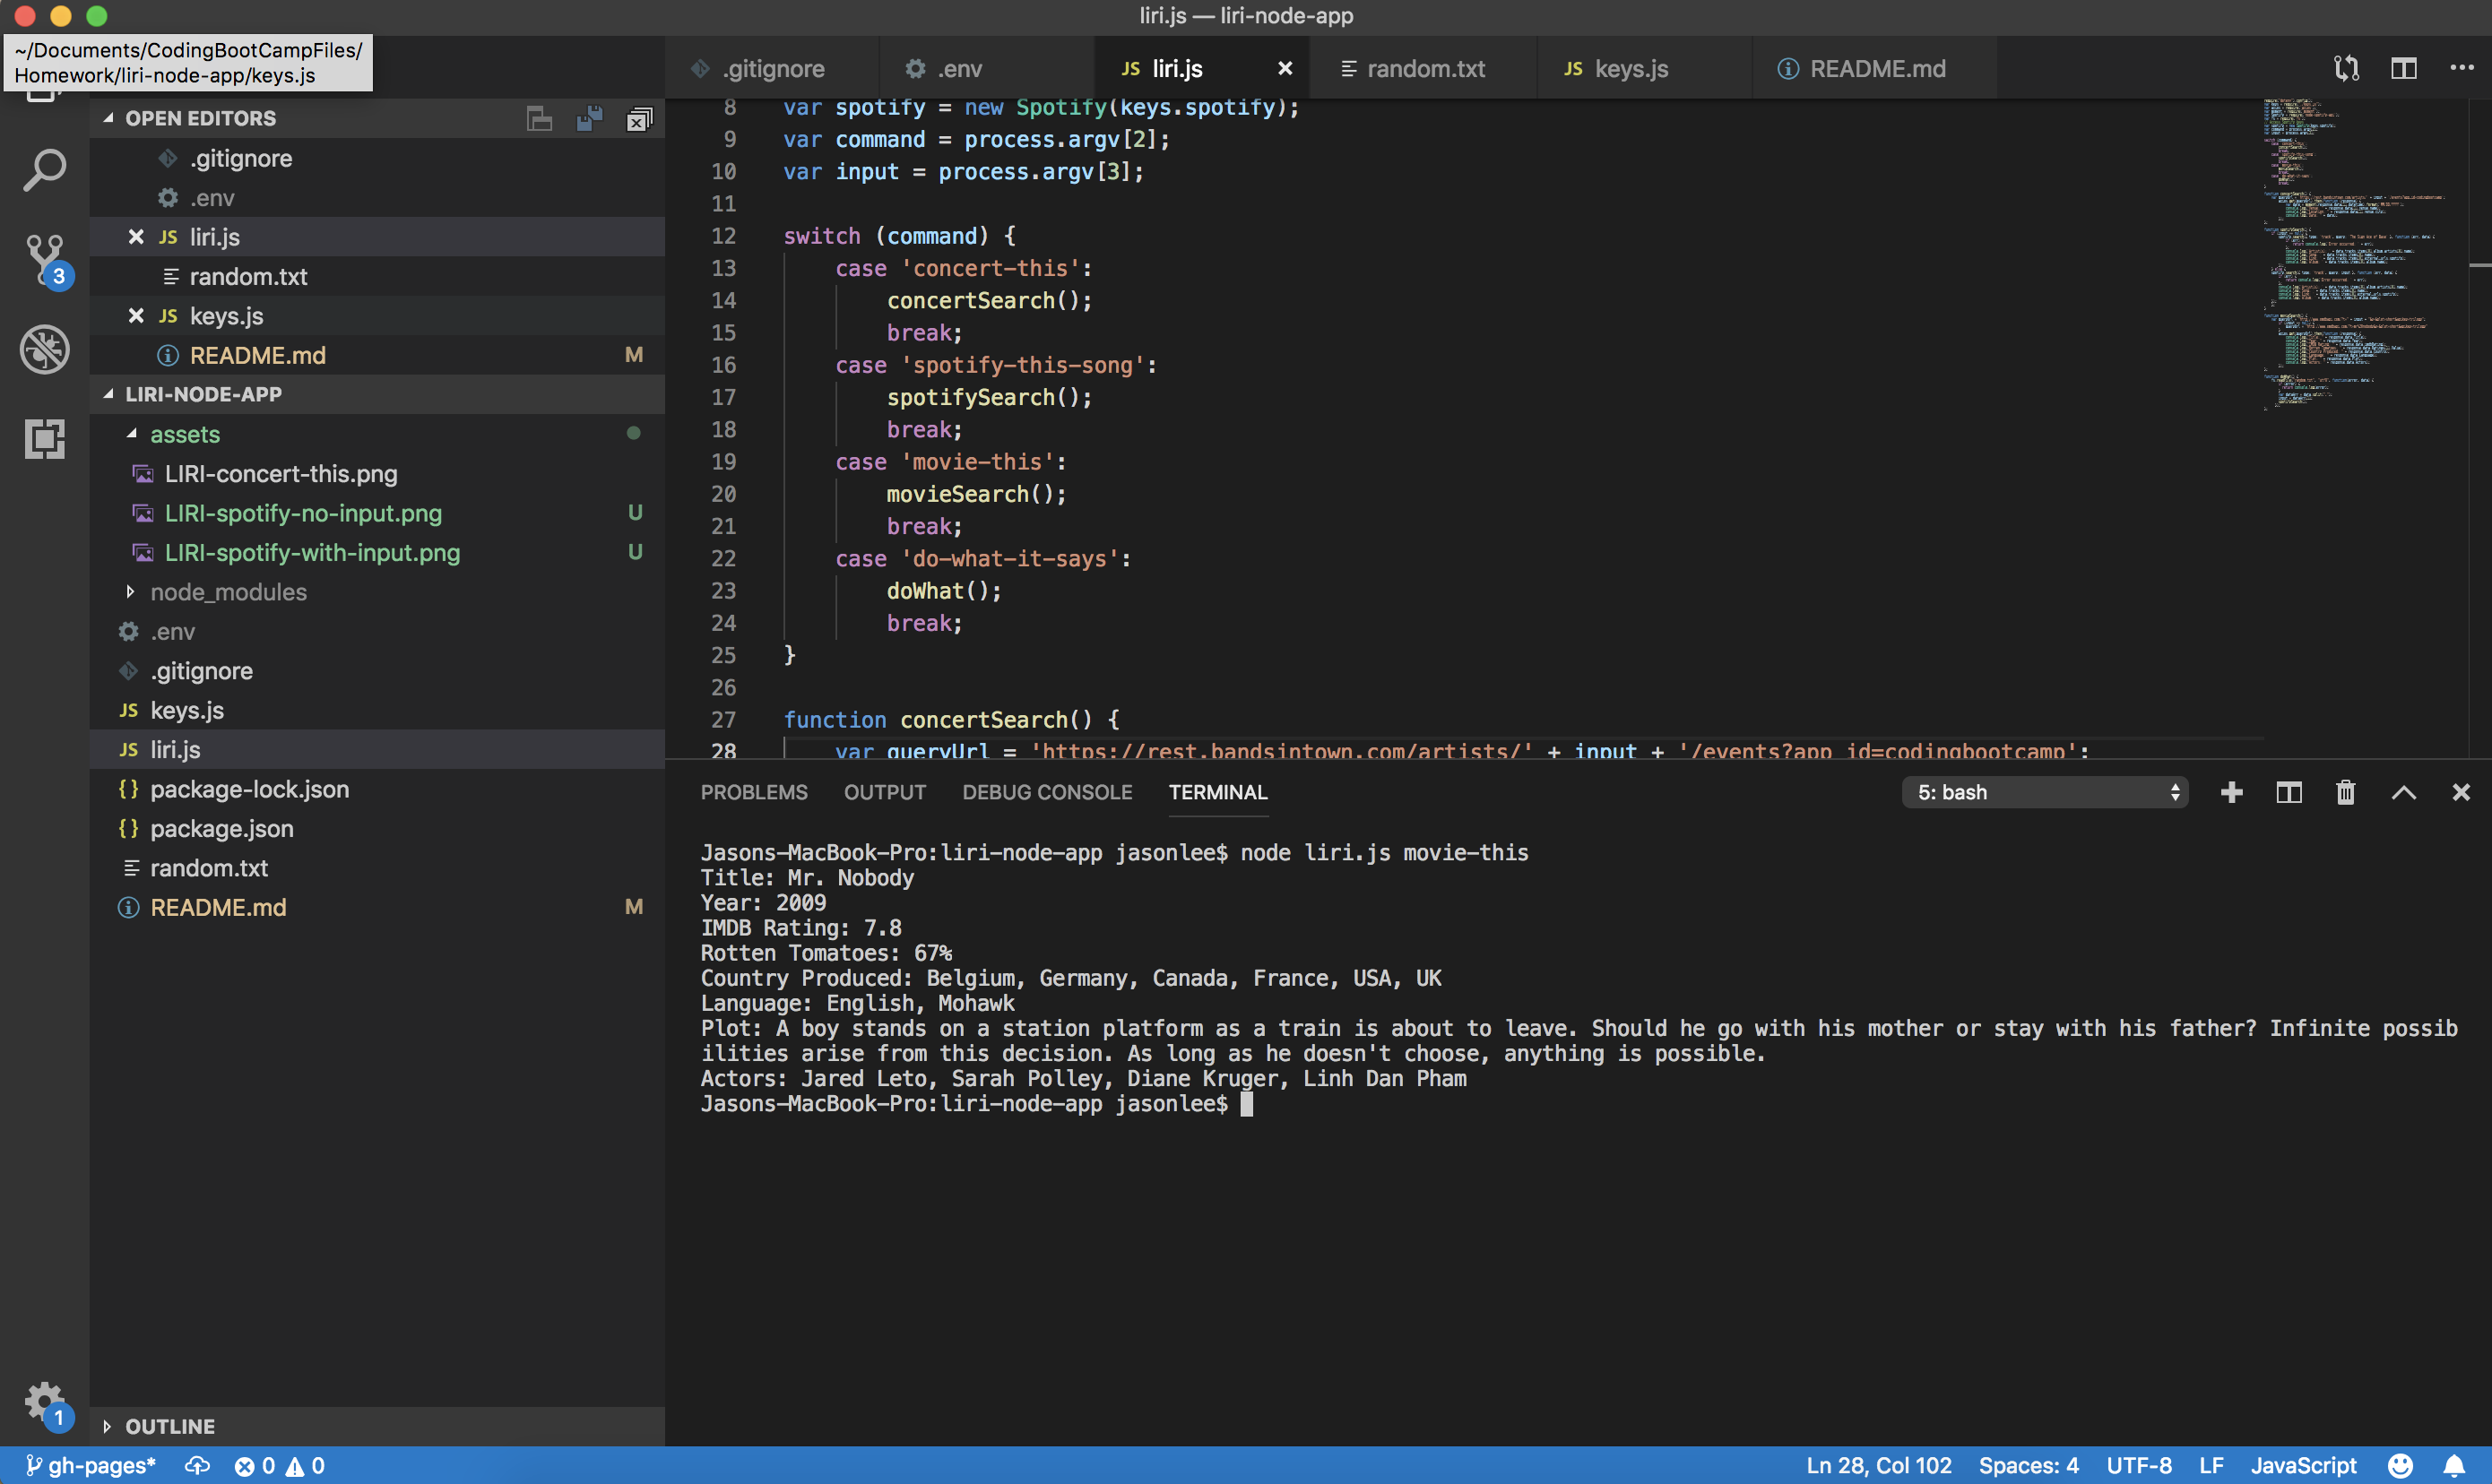 liri.js — liri-node-app
~/Documents/CodingBootCampFiles/
Homework/liri-node-app/keys.js
.gitignore
.env
JS liri.js
random.txt
JS keys.js
README.md
OPEN EDITORS
.gitignore
.env
JS liri.js
random.txt
JS keys.js
README.md M
LIRI-NODE-APP
assets
LIRI-concert-this.png
LIRI-spotify-no-input.png U
LIRI-spotify-with-input.png U
node_modules
.env
.gitignore
JS keys.js
JS liri.js
{} package-lock.json
{} package.json
random.txt
README.md M
OUTLINE
3
1
8 var spotify = new Spotify(keys.spotify);
9 var command = process.argv[2];
10 var input = process.argv[3];
11
12 switch (command) {
13 case 'concert-this':
14 concertSearch();
15 break;
16 case 'spotify-this-song':
17 spotifySearch();
18 break;
19 case 'movie-this':
20 movieSearch();
21 break;
22 case 'do-what-it-says':
23 doWhat();
24 break;
25 }
26
27 function concertSearch() {
28 var queryUrl = 'https://rest.bandsintown.com/artists/' + input + '/events?app_id=codingbootcamp';
PROBLEMS OUTPUT DEBUG CONSOLE TERMINAL 5: bash
Jasons-MacBook-Pro:liri-node-app jasonlee$ node liri.js movie-this
Title: Mr. Nobody
Year: 2009
IMDB Rating: 7.8
Rotten Tomatoes: 67%
Country Produced: Belgium, Germany, Canada, France, USA, UK
Language: English, Mohawk
Plot: A boy stands on a station platform as a train is about to leave. Should he go with his mother or stay with his father? Infinite possib
ilities arise from this decision. As long as he doesn't choose, anything is possible.
Actors: Jared Leto, Sarah Polley, Diane Kruger, Linh Dan Pham
Jasons-MacBook-Pro:liri-node-app jasonlee$
gh-pages* 0 0 Ln 28, Col 102 Spaces: 4 UTF-8 LF JavaScript